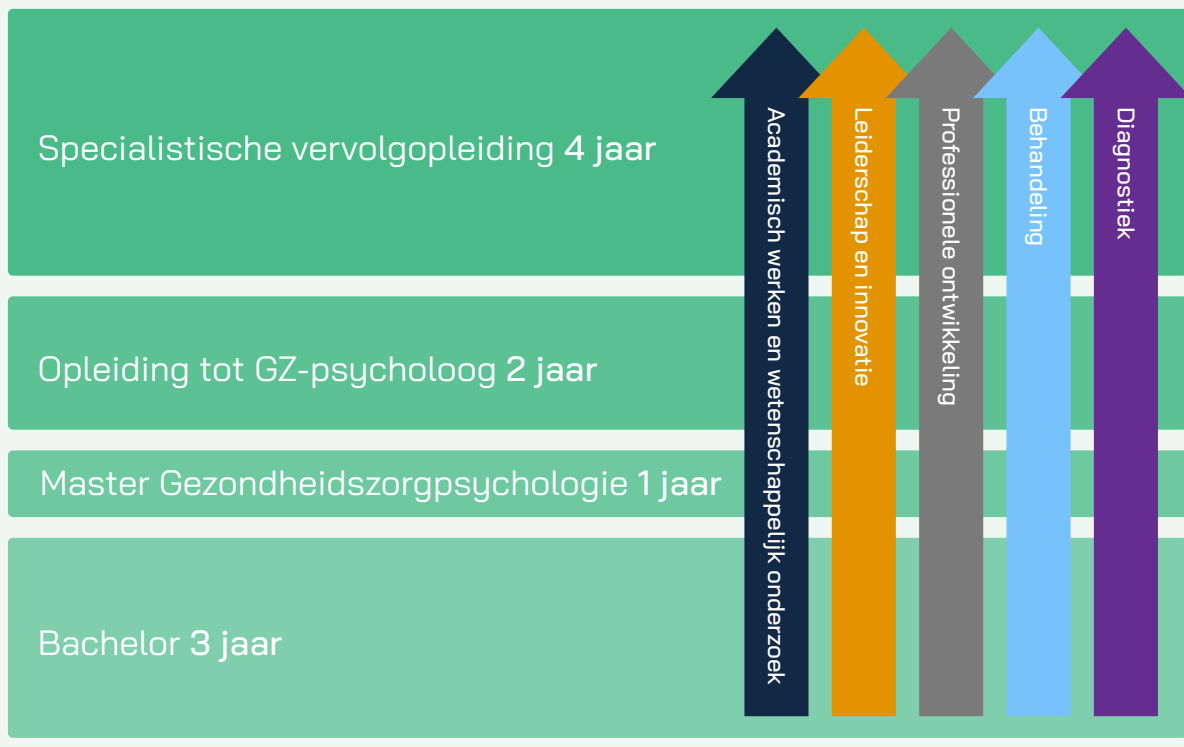 Specialistische vervolgopleiding 4 jaar
Opleiding tot GZ-psycholoog 2 jaar
Master Gezondheidszorgpsychologie 1 jaar
Bachelor 3 jaar
Academisch werken en wetenschappelijk onderzoek
Leiderschap en innovatie
Professionele ontwikkeling
Behandeling
Diagnostiek